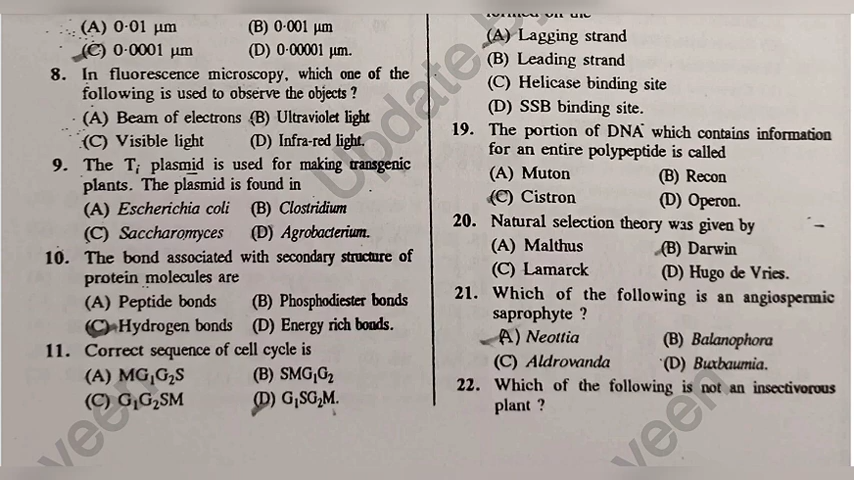 (A) 0·01 µm (B) 0·001 µm
(C) 0·0001 µm (D) 0·00001 µm.
8. In fluorescence microscopy, which one of the
following is used to observe the objects ?
(A) Beam of electrons (B) Ultraviolet light
(C) Visible light (D) Infra-red light.
9. The Ti plasmid is used for making transgenic
plants. The plasmid is found in
(A) Escherichia coli (B) Clostridium
(C) Saccharomyces (D) Agrobacterium.
10. The bond associated with secondary structure of
protein molecules are
(A) Peptide bonds (B) Phosphodiester bonds
(C) Hydrogen bonds (D) Energy rich bonds.
11. Correct sequence of cell cycle is
(A) MG₁G₂S (B) SMG₁G₂
(C) G₁G₂SM (D) G₁SG₂M.
formed on the
(A) Lagging strand
(B) Leading strand
(C) Helicase binding site
(D) SSB binding site.
19. The portion of DNA which contains information
for an entire polypeptide is called
(A) Muton (B) Recon
(C) Cistron (D) Operon.
20. Natural selection theory was given by
(A) Malthus (B) Darwin
(C) Lamarck (D) Hugo de Vries.
21. Which of the following is an angiospermic
saprophyte ?
(A) Neottia (B) Balanophora
(C) Aldrovanda (D) Buxbaumia.
22. Which of the following is not an insectivorous
plant ?
Update
veen
veen